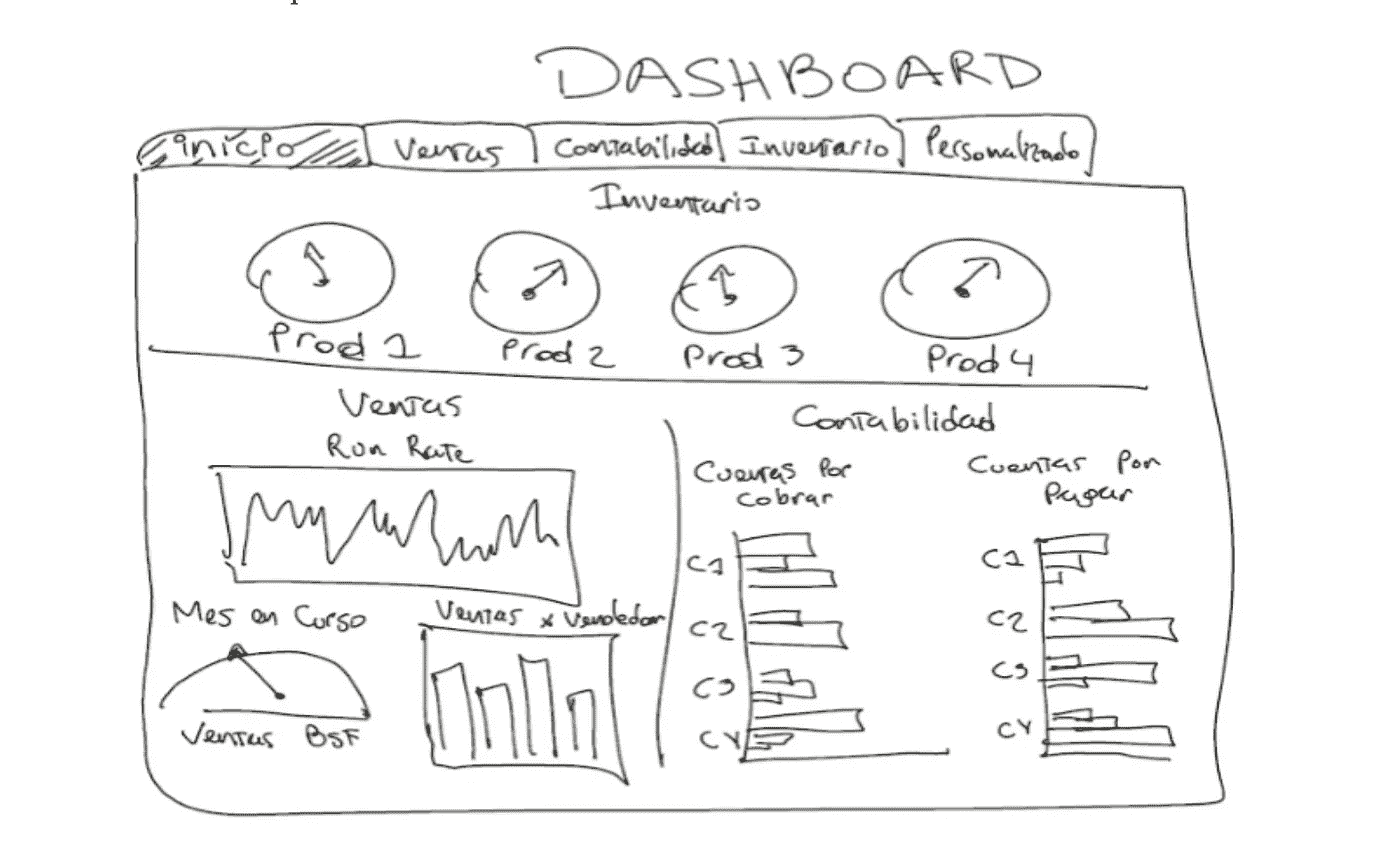 DASHBOARD
inicio Ventas Contabilidad Inventario Personalizado
Inventario
Prod 1 Prod 2 Prod 3 Prod 4
Ventas
Run Rate
Mes en Curso
Ventas BsF
Ventas x Vendedor
Contabilidad
Cuentas Por
Cobrar
C1
C2
C3
C4
Cuentas Por
Pagar
C1
C2
C3
C4